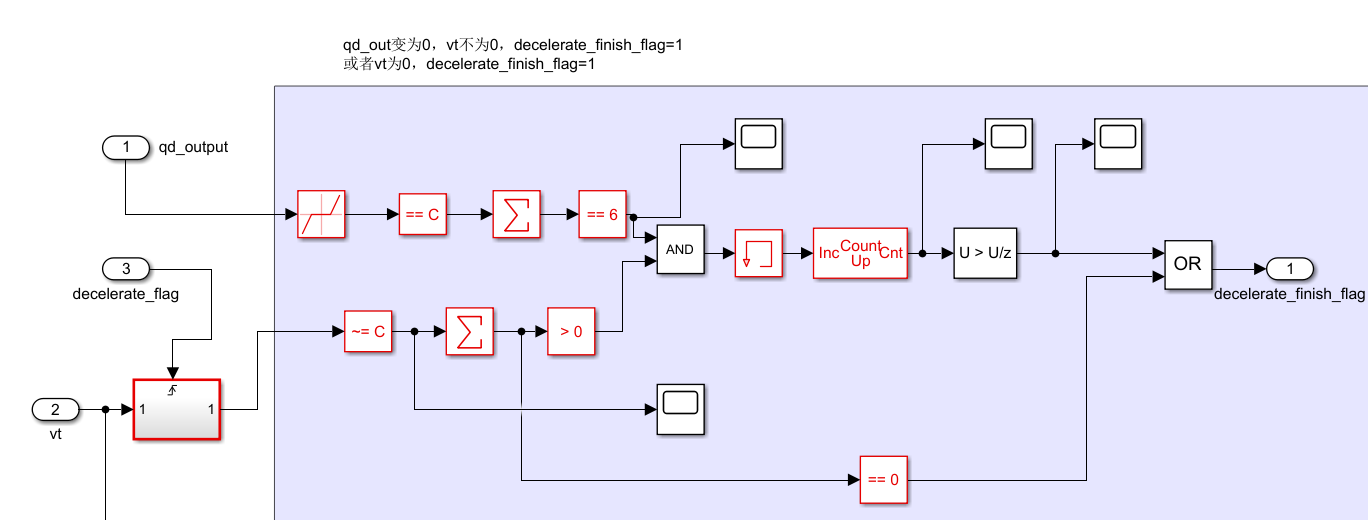 qd_out变为0，vt不为0，decelerate_finish_flag=1
或者vt为0，decelerate_finish_flag=1
1
qd_output
== C
== 6
AND
Inc Count Up Cnt
U > U/z
OR
1
decelerate_finish_flag
3
decelerate_flag
~= C
> 0
2
vt
1
1
== 0